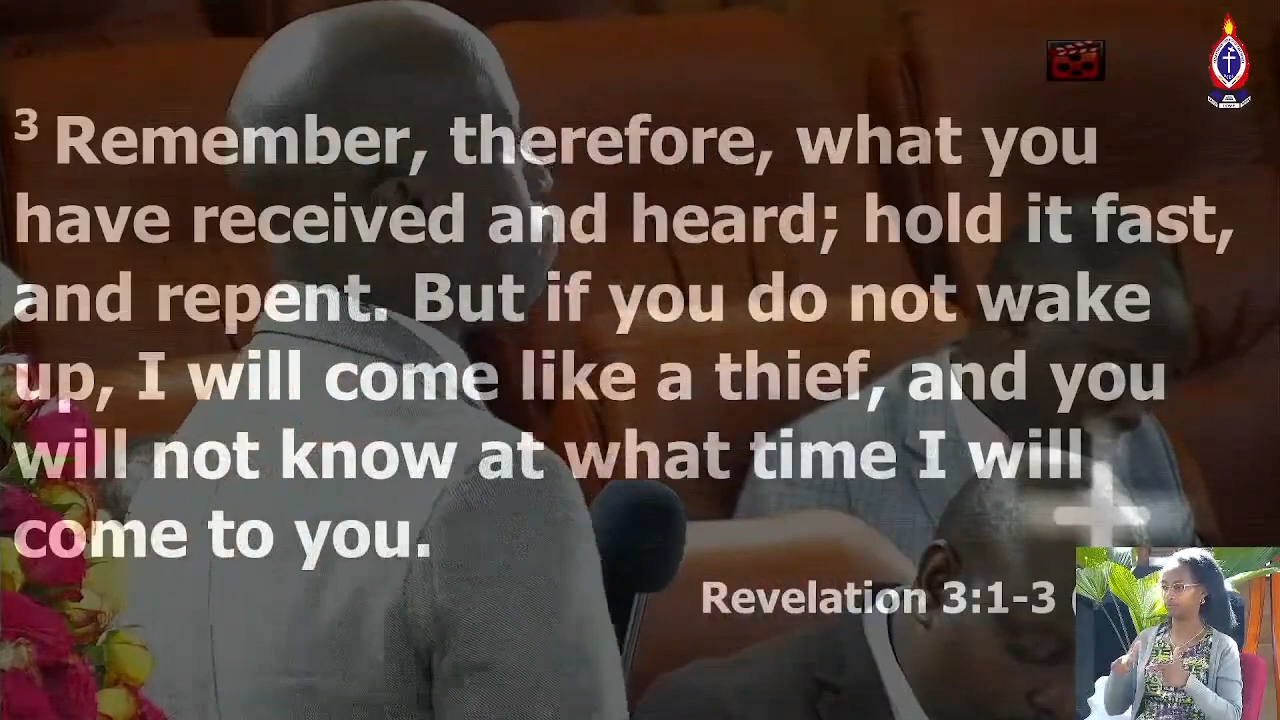 3 Remember, therefore, what you
have received and heard; hold it fast,
and repent. But if you do not wake
up, I will come like a thief, and you
will not know at what time I will
come to you.
Revelation 3:1-3 (